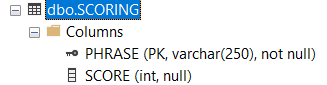 dbo.SCORING
Columns
PHRASE (PK, varchar(250), not null)
SCORE (int, null)